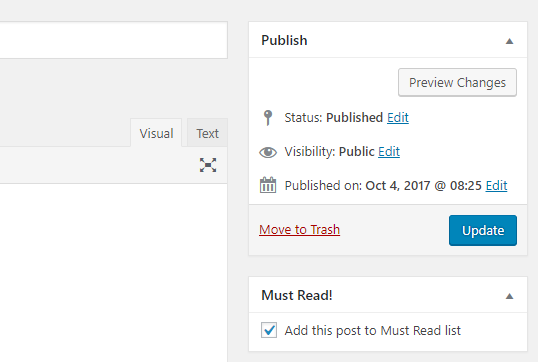 Publish
Preview Changes
Status: Published Edit
Visibility: Public Edit
Published on: Oct 4, 2017 @ 08:25 Edit
Move to Trash
Update
Visual
Text
Must Read!
Add this post to Must Read list